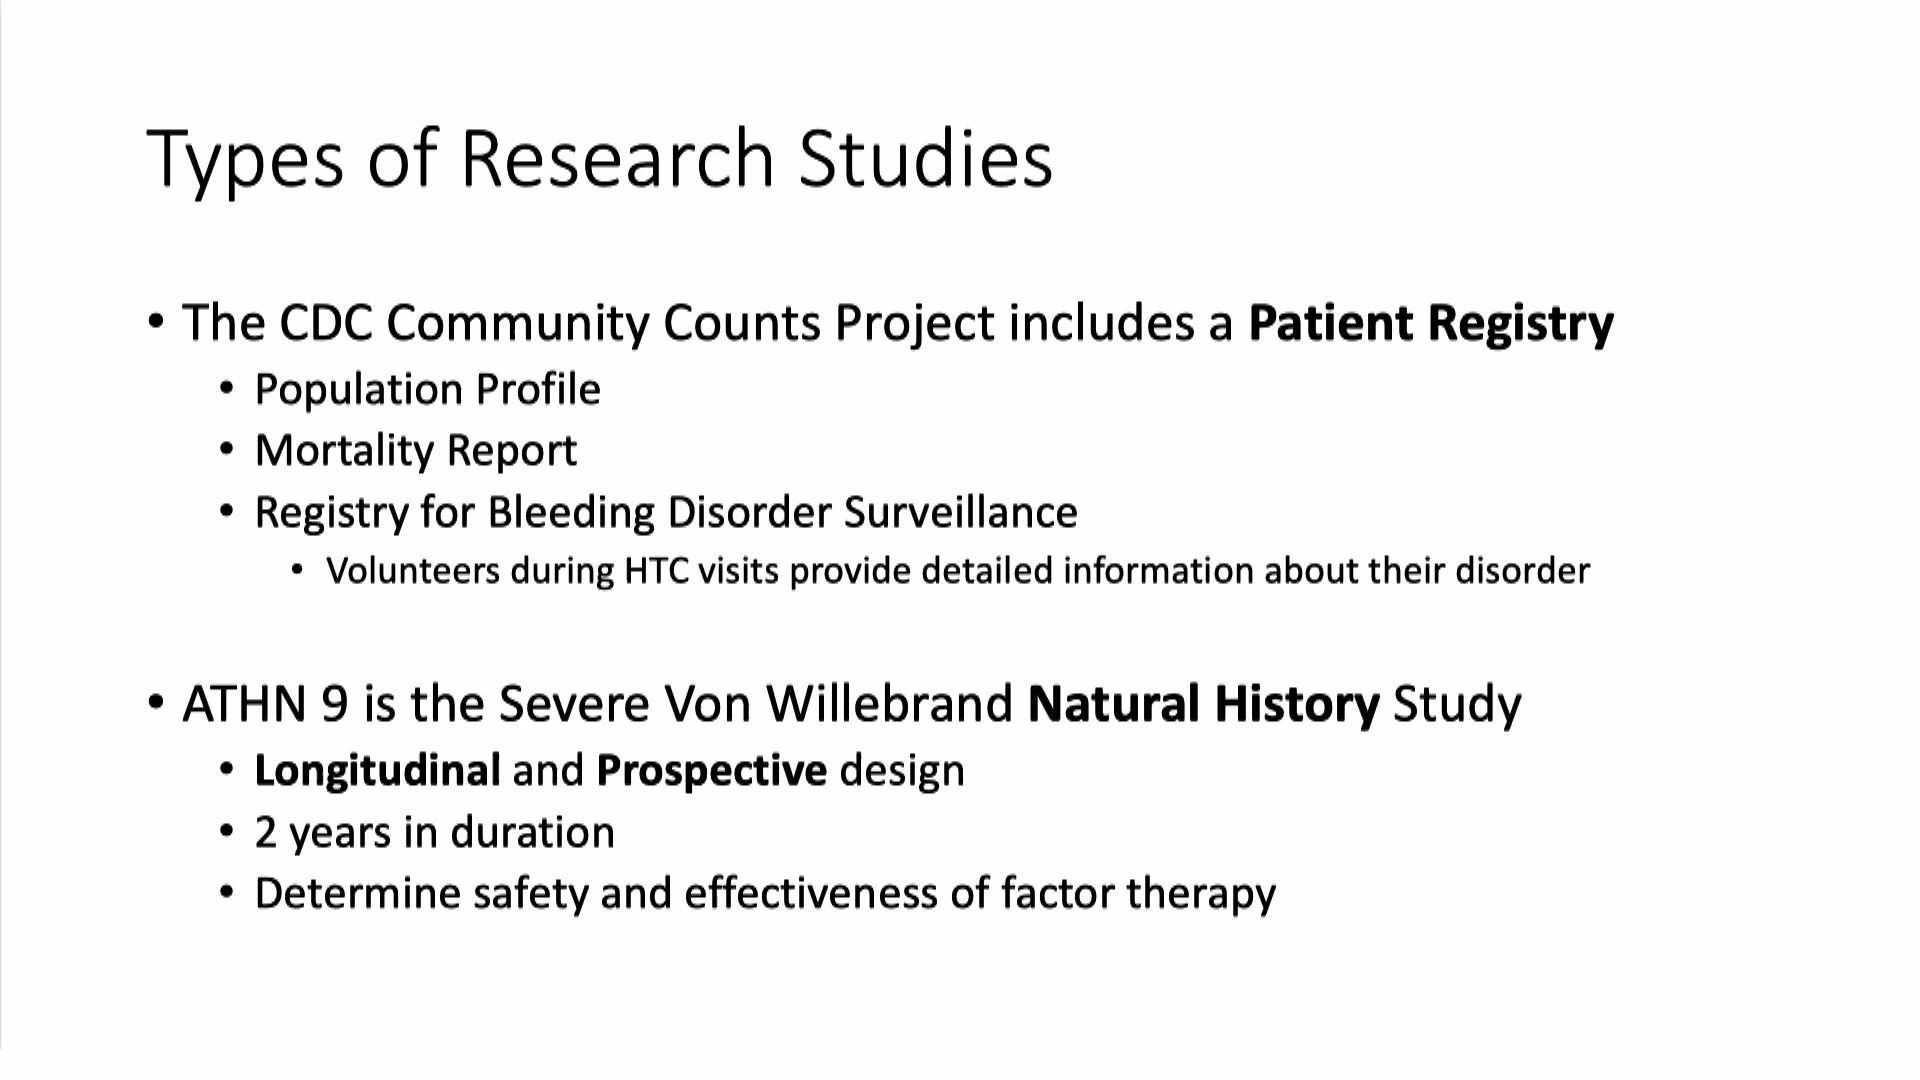 Types of Research Studies
• The CDC Community Counts Project includes a Patient Registry
• Population Profile
• Mortality Report
• Registry for Bleeding Disorder Surveillance
• Volunteers during HTC visits provide detailed information about their disorder
• ATHN 9 is the Severe Von Willebrand Natural History Study
• Longitudinal and Prospective design
• 2 years in duration
• Determine safety and effectiveness of factor therapy